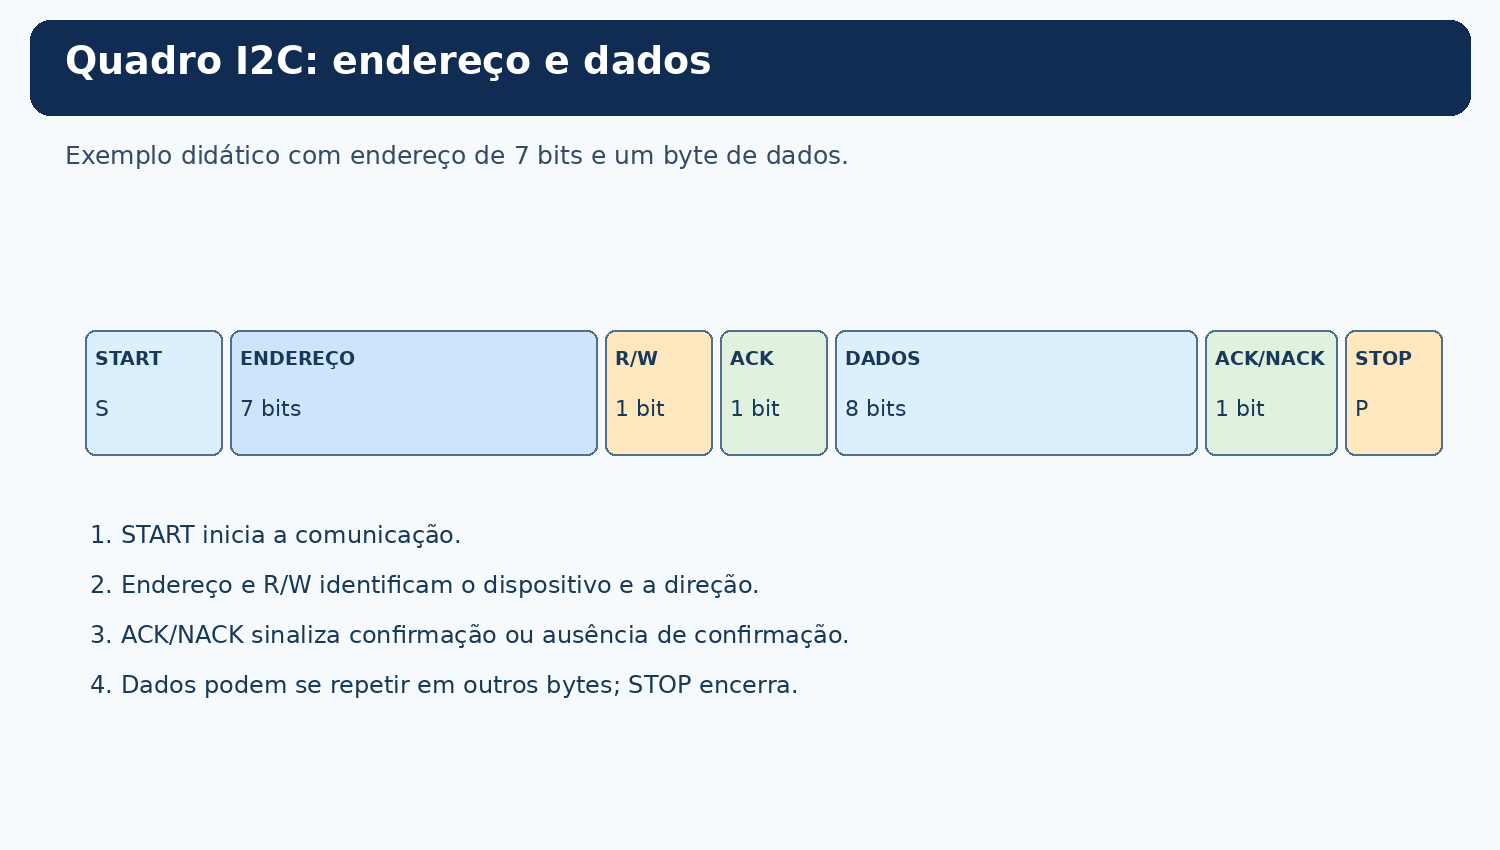 Quadro I2C: endereço e dados
Exemplo didático com endereço de 7 bits e um byte de dados.
START ENDEREÇO R/W ACK DADOS ACK/NACK STOP
S 7 bits 1 bit 1 bit 8 bits 1 bit P
1. START inicia a comunicação.
2. Endereço e R/W identificam o dispositivo e a direção.
3. ACK/NACK sinaliza confirmação ou ausência de confirmação.
4. Dados podem se repetir em outros bytes; STOP encerra.